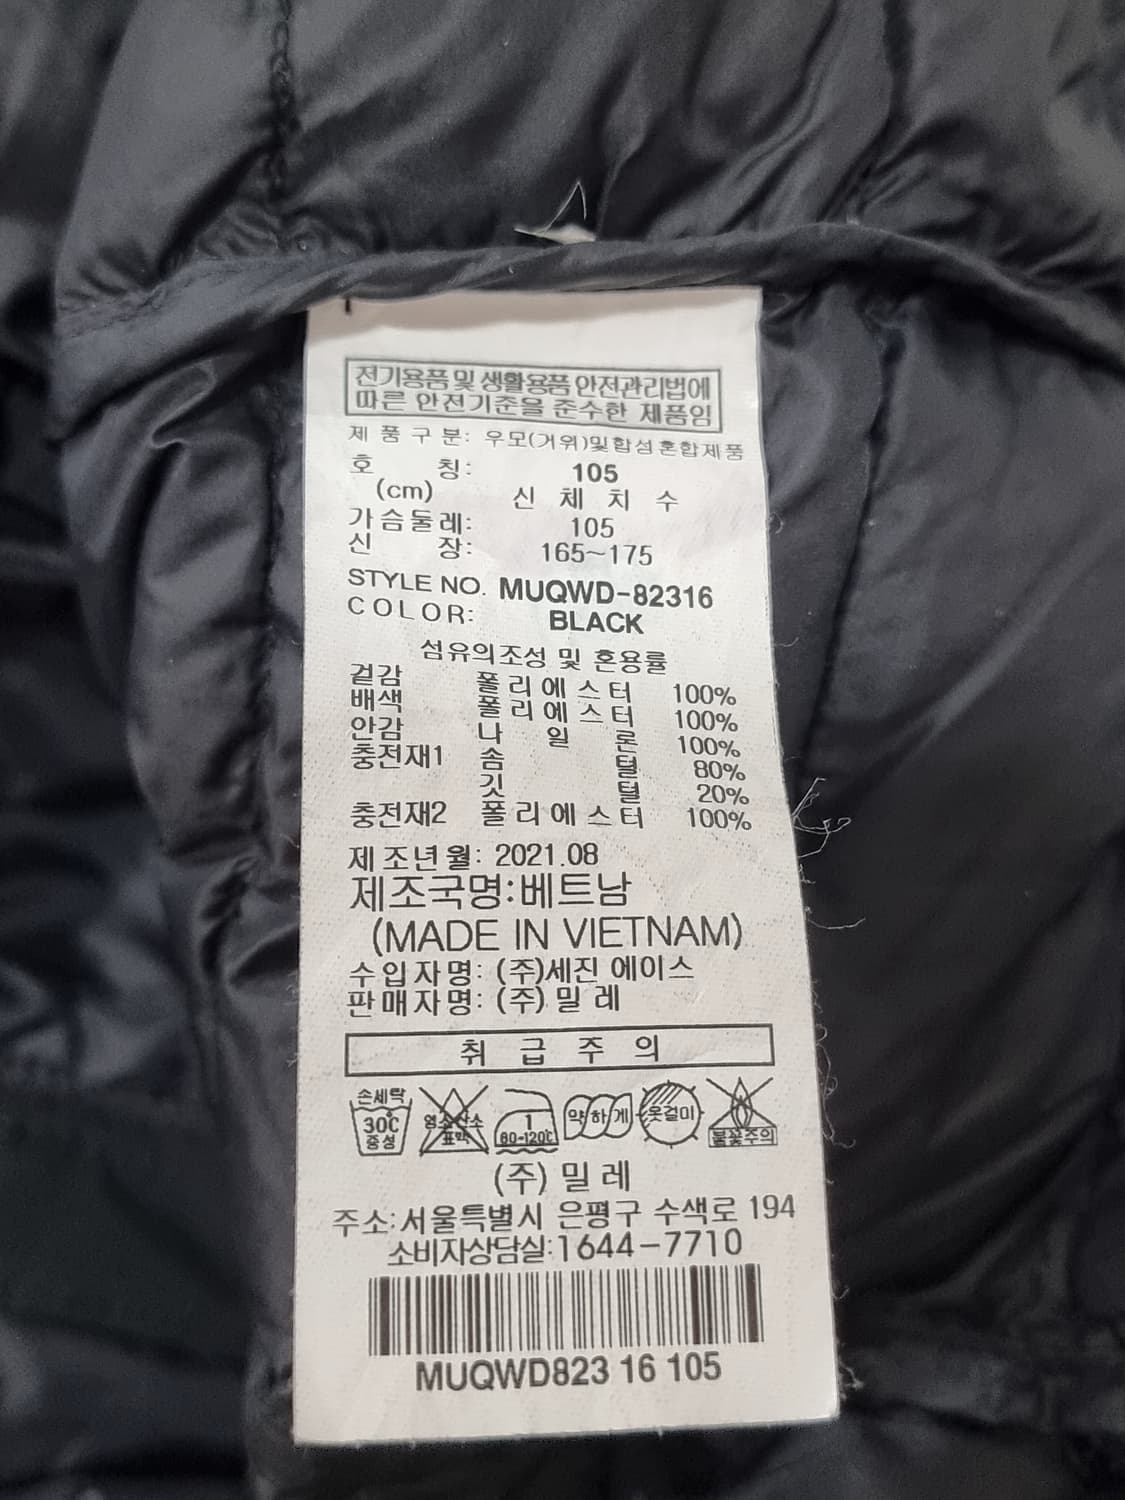 전기용품 및 생활용품 안전관리법에
따른 안전기준을 준수한 제품임
제 품 구 분: 우모(거위)및합섬혼합제품
호 칭: 105
(cm) 신 체 치 수
가슴둘레: 105
신 장: 165~175
STYLE NO. MUQWD-82316
COLOR: BLACK
섬유의조성 및 혼용률
겉감 폴리에스터 100%
배색 폴리에스터 100%
안감 나 일 론 100%
충전재1 솜 털 80%
깃 털 20%
충전재2 폴리에스터 100%
제 조년월: 2021.08
제조국명:베트남
(MADE IN VIETNAM)
수입자명: (주)세진 에이스
판매자명: (주) 밀 레
취 급 주 의
손세탁 30℃ 중성 염소산소 표백 1 80-120℃ 약하게 옷걸이 불꽃주의
(주) 밀 레
주소:서울특별시 은평구 수색로 194
소비자상담실:1644-7710
MUQWD823 16 105